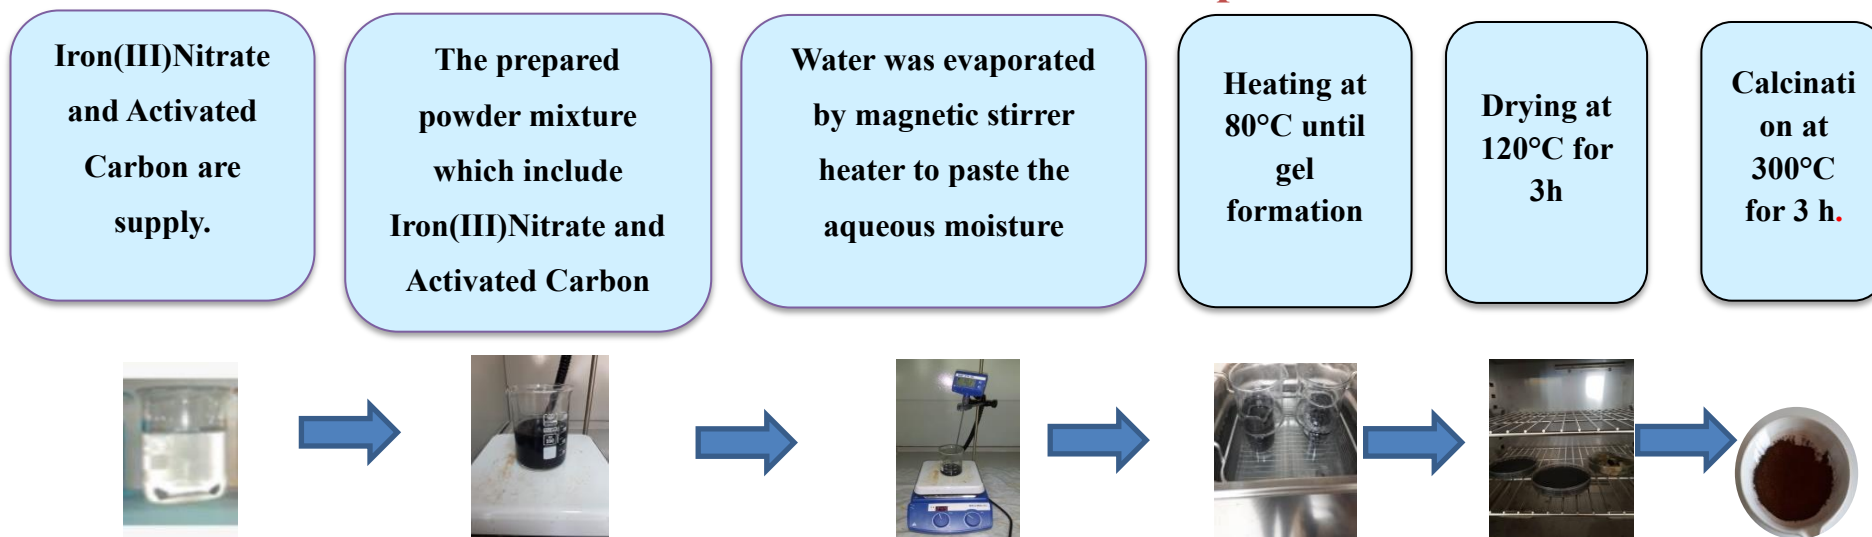 Iron(III)Nitrate
and Activated
Carbon are
supply.
The prepared
powder mixture
which include
Iron(III)Nitrate and
Activated Carbon
Water was evaporated
by magnetic stirrer
heater to paste the
aqueous moisture
Heating at
80°C until
gel
formation
Drying at
120°C for
3h
Calcinati
on at
300°C
for 3 h.